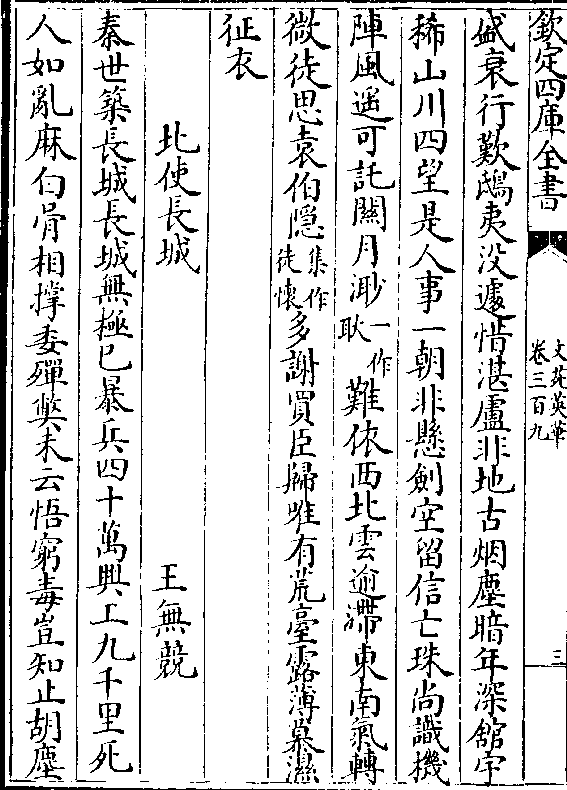 欽定四庫全書
文苑英華
卷三百九
三
盛衰行歎鴟夷没遽惜湛盧非地古烟塵暗年深舘宇
稀山川四望是人事一朝非懸劍空留信亡珠尚識機
陣風遥可託關月渺一作耿難依西北雲逾滯東南氣轉
微徒思袁伯隠集作徒懷多謝買臣歸唯有荒臺露薄暮濕
征衣
北使長城
王無競
秦世築長城長城無極已暴兵四十萬興工九千里死
人如亂麻白骨相撑委殫弊未云悟窮毒豈知止胡塵